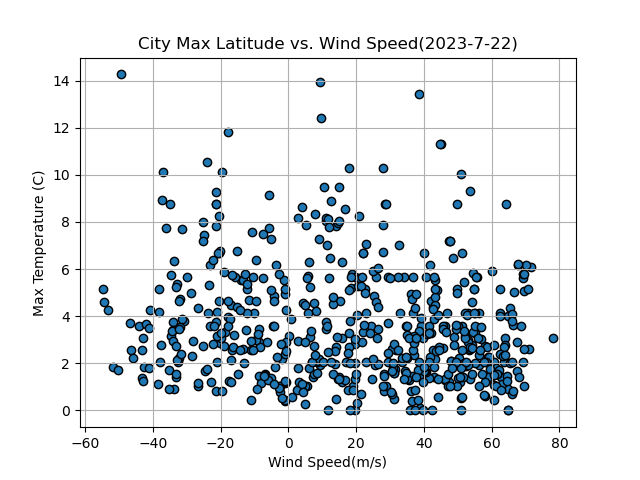 City Max Latitude vs. Wind Speed(2023-7-22)
14
12
10
8
6
4
2
0
Max Temperature (C)
−60 −40 −20 0 20 40 60 80
Wind Speed(m/s)